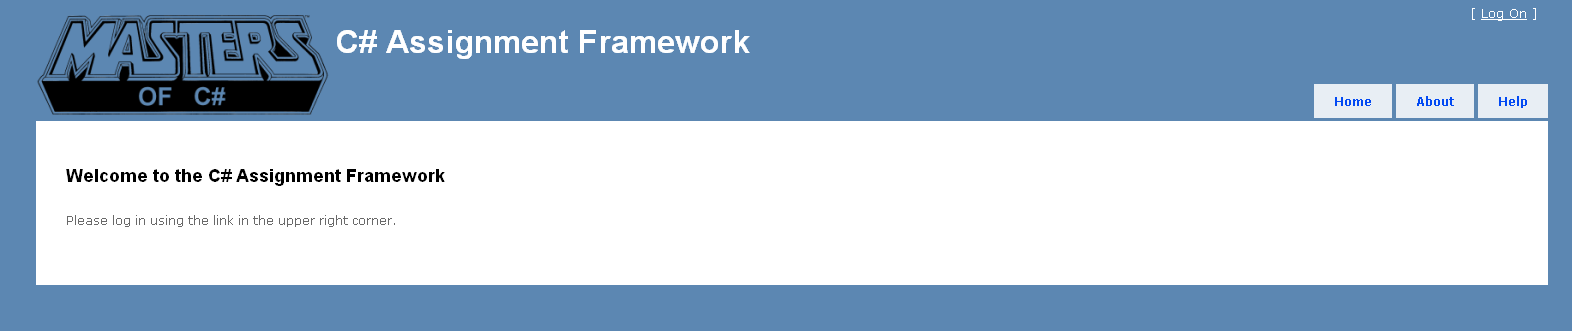 [ Log On ]
MASTERS
OF C#
C# Assignment Framework
Home About Help
Welcome to the C# Assignment Framework
Please log in using the link in the upper right corner.